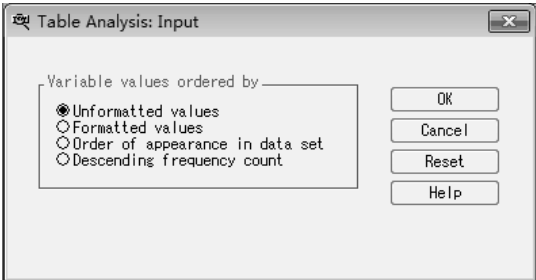 Table Analysis: Input
Variable values ordered by
Unformatted values
Formatted values
Order of appearance in data set
Descending frequency count
OK
Cancel
Reset
Help